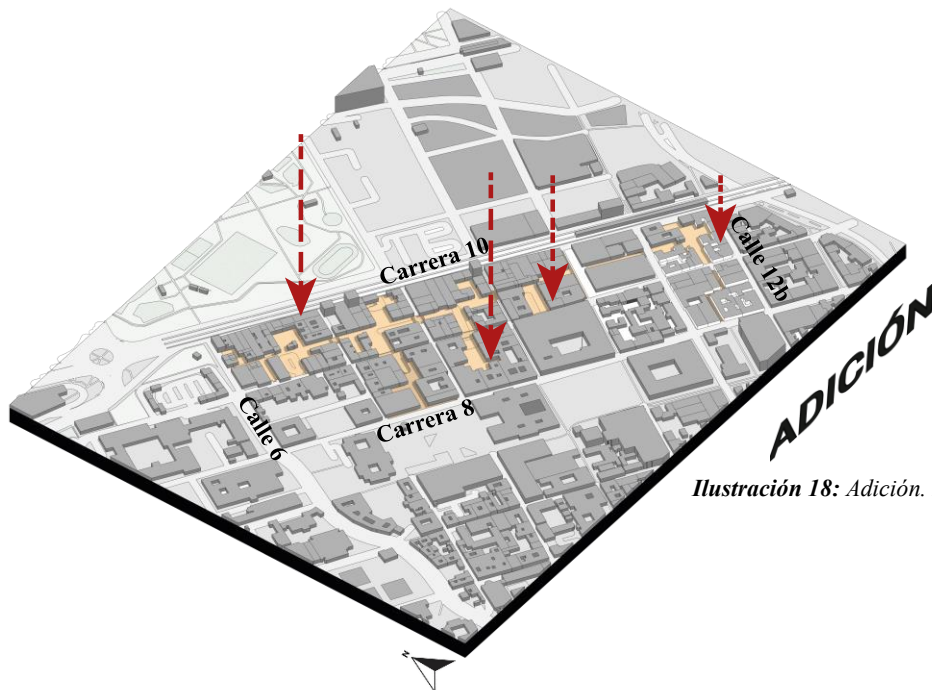 Carrera 10
Calle 12b
Calle 6
Carrera 8
ADICIÓN
Ilustración 18: Adición.
N